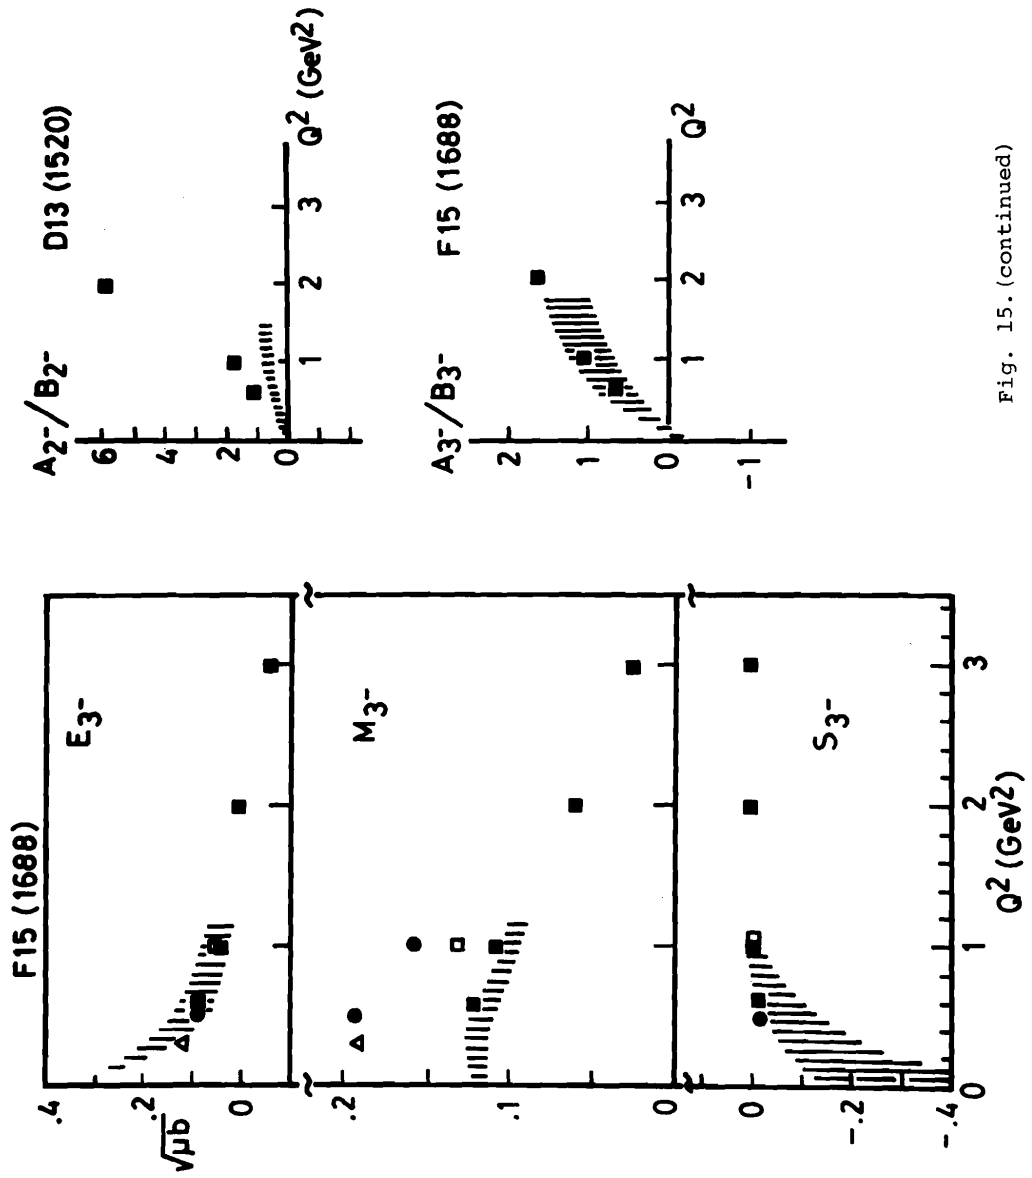 F15 (1688)
.4
.2
√μb
0
E3-
.2
.1
0
M3-
0
-.2
-.4
S3-
0
1
2
3
Q2 (GeV2)
A2-/B2-
D13 (1520)
6
4
2
0
1
2
3
Q2 (GeV2)
A3-/B3-
F15 (1688)
2
1
0
-1
1
2
3
Q2
Fig. 15.(continued)